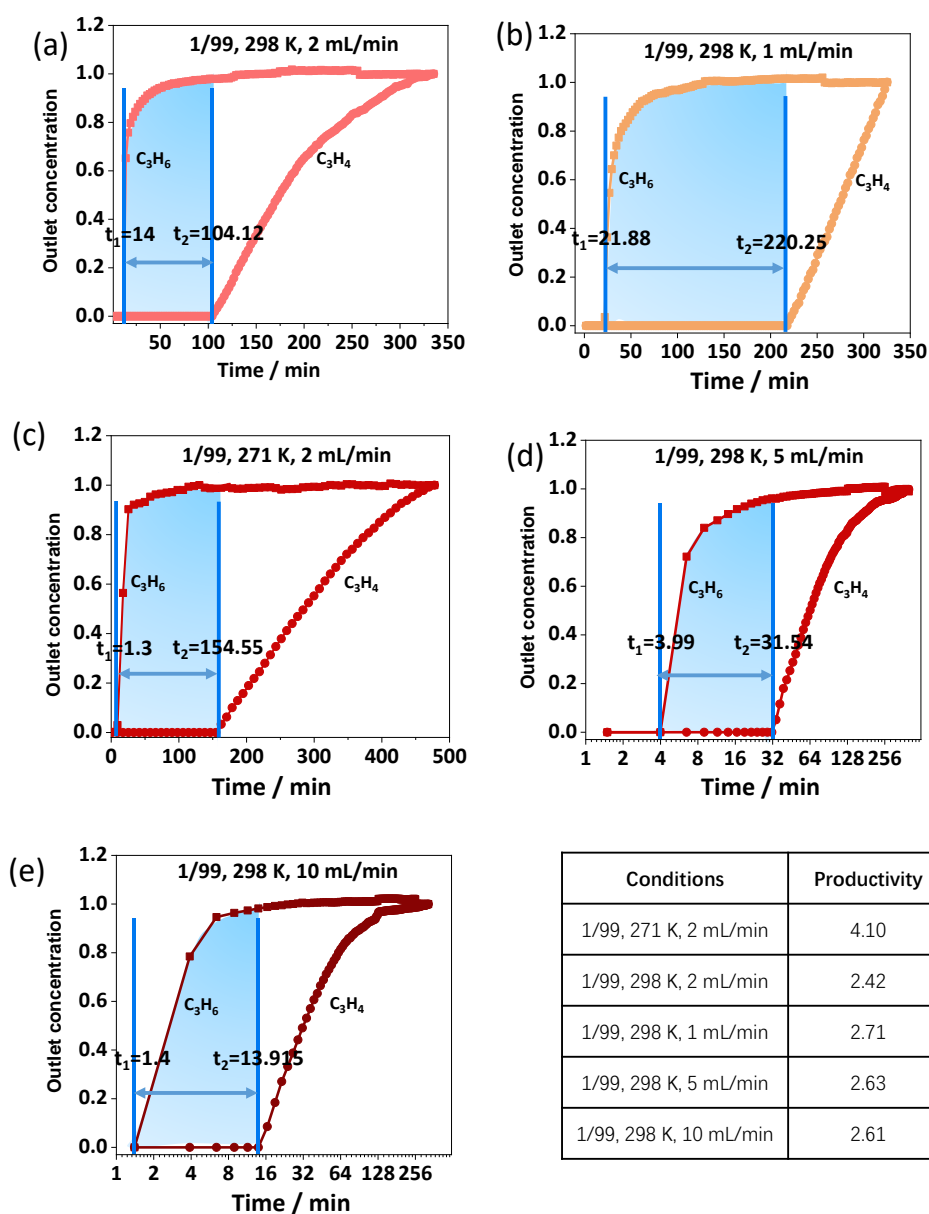 (a)
1/99, 298 K, 2 mL/min
Outlet concentration
1.2
1.0
0.8
0.6
0.4
0.2
0.0
C₃H₆
C₃H₄
t₁=14
t₂=104.12
50 100 150 200 250 300 350
Time / min
(b)
1/99, 298 K, 1 mL/min
Outlet concentration
1.2
1.0
0.8
0.6
0.4
0.2
0.0
C₃H₆
C₃H₄
t₁=21.88
t₂=220.25
0 50 100 150 200 250 300 350
Time / min
(c)
1/99, 271 K, 2 mL/min
Outlet concentration
1.2
1.0
0.8
0.6
0.4
0.2
0.0
C₃H₆
C₃H₄
t₁=1.3
t₂=154.55
0 100 200 300 400 500
Time / min
(d)
1/99, 298 K, 5 mL/min
Outlet concentration
1.2
1.0
0.8
0.6
0.4
0.2
0.0
C₃H₆
C₃H₄
t₁=3.99
t₂=31.54
1 2 4 8 16 32 64 128 256
Time / min
(e)
1/99, 298 K, 10 mL/min
Outlet concentration
1.2
1.0
0.8
0.6
0.4
0.2
0.0
C₃H₆
C₃H₄
t₁=1.4
t₂=13.915
1 2 4 8 16 32 64 128 256
Time / min
Conditions Productivity
1/99, 271 K, 2 mL/min 4.10
1/99, 298 K, 2 mL/min 2.42
1/99, 298 K, 1 mL/min 2.71
1/99, 298 K, 5 mL/min 2.63
1/99, 298 K, 10 mL/min 2.61